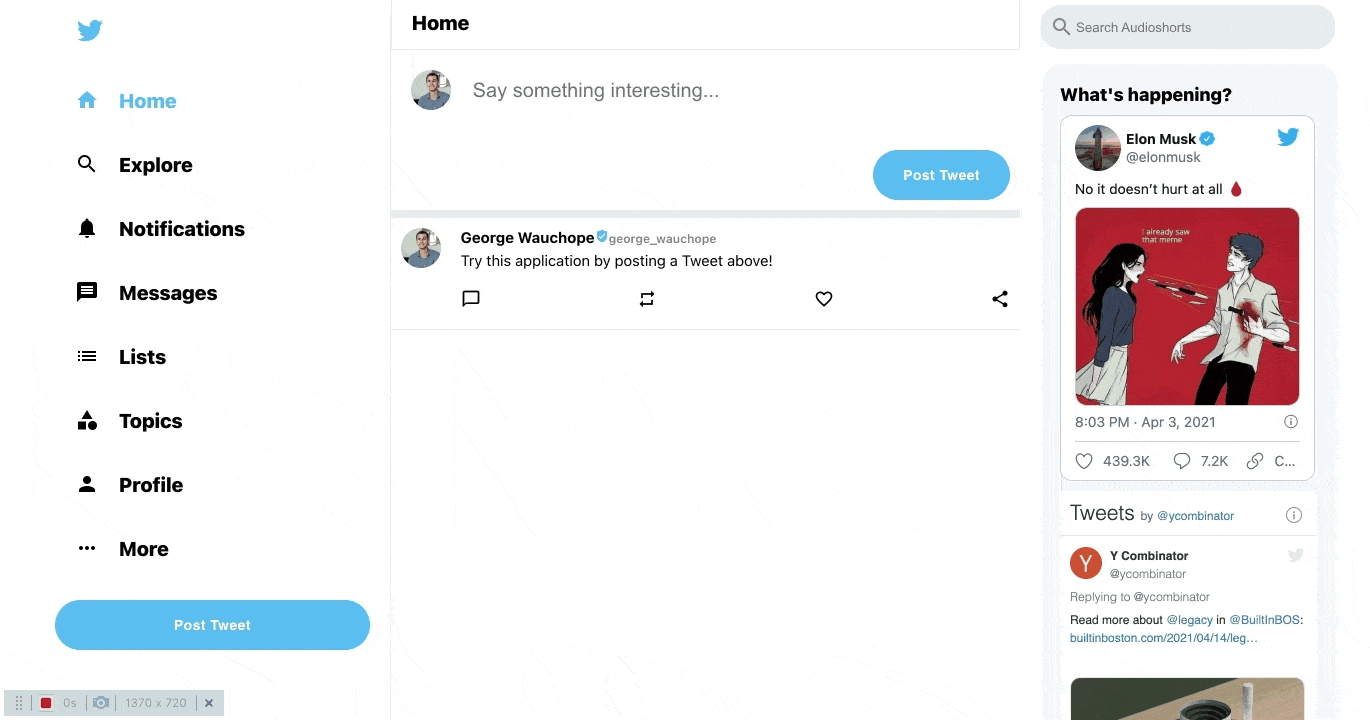 Home
Explore
Notifications
Messages
Lists
Topics
Profile
More
Post Tweet
0s
1370 x 720
Home
Say something interesting...
Post Tweet
George Wauchope george_wauchope
Try this application by posting a Tweet above!
Search Audioshorts
What's happening?
Elon Musk
@elonmusk
No it doesn’t hurt at all
I already saw
that meme
8:03 PM · Apr 3, 2021
439.3K 7.2K C...
Tweets by @ycombinator
Y
Y Combinator
@ycombinator
Replying to @ycombinator
Read more about @legacy in @BuiltInBOS:
builtinboston.com/2021/04/14/leg…